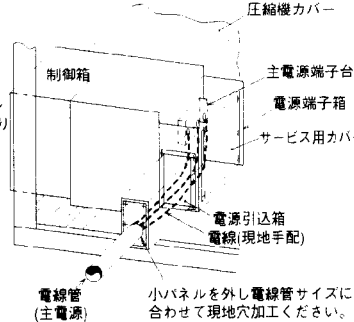 圧縮機カバー
制御箱
主電源端子台
電源端子箱
サービス用カバ
電源引込箱
電線(現地手配)
電線管
(主電源)
小パネルを外し電線管サイズに
合わせて現地穴加工ください。